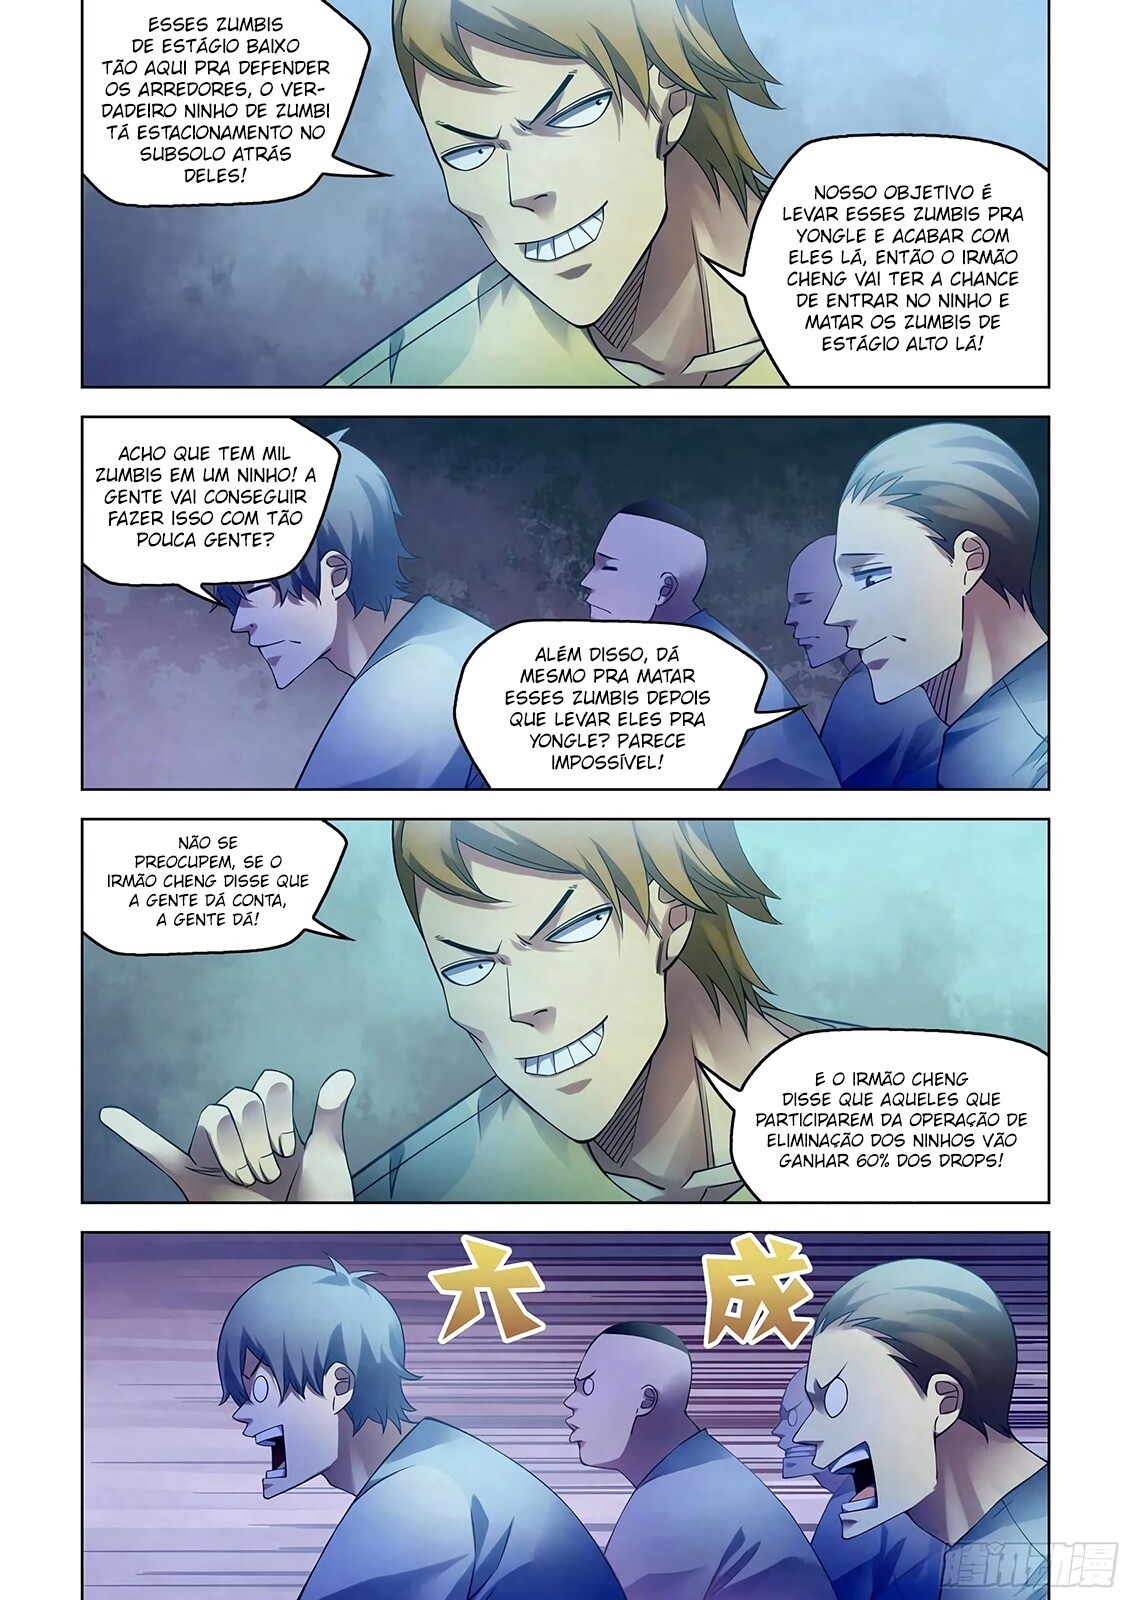 ESSES ZUMBIS
DE ESTÁGIO BAIXO
TÃO AQUI PRA DEFENDER
OS ARREDORES, O VER-
DADEIRO NINHO DE ZUMBI
TÁ ESTACIONAMENTO NO
SUBSOLO ATRÁS
DELES!
NOSSO OBJETIVO É
LEVAR ESSES ZUMBIS PRA
YONGLE E ACABAR COM
ELES LÁ, ENTÃO O IRMÃO
CHENG VAI TER A CHANCE
DE ENTRAR NO NINHO E
MATAR OS ZUMBIS DE
ESTÁGIO ALTO LÁ!
ACHO QUE TEM MIL
ZUMBIS EM UM NINHO! A
GENTE VAI CONSEGUIR
FAZER ISSO COM TÃO
POUCA GENTE?
ALÉM DISSO, DÁ
MESMO PRA MATAR
ESSES ZUMBIS DEPOIS
QUE LEVAR ELES PRA
YONGLE? PARECE
IMPOSSÍVEL!
NÃO SE
PREOCUPEM, SE O
IRMÃO CHENG DISSE QUE
A GENTE DÁ CONTA,
A GENTE DÁ!
E O IRMÃO CHENG
DISSE QUE AQUELES QUE
PARTICIPAREM DA OPERAÇÃO DE
ELIMINAÇÃO DOS NINHOS VÃO
GANHAR 60% DOS DROPS!
六成
腾讯动漫